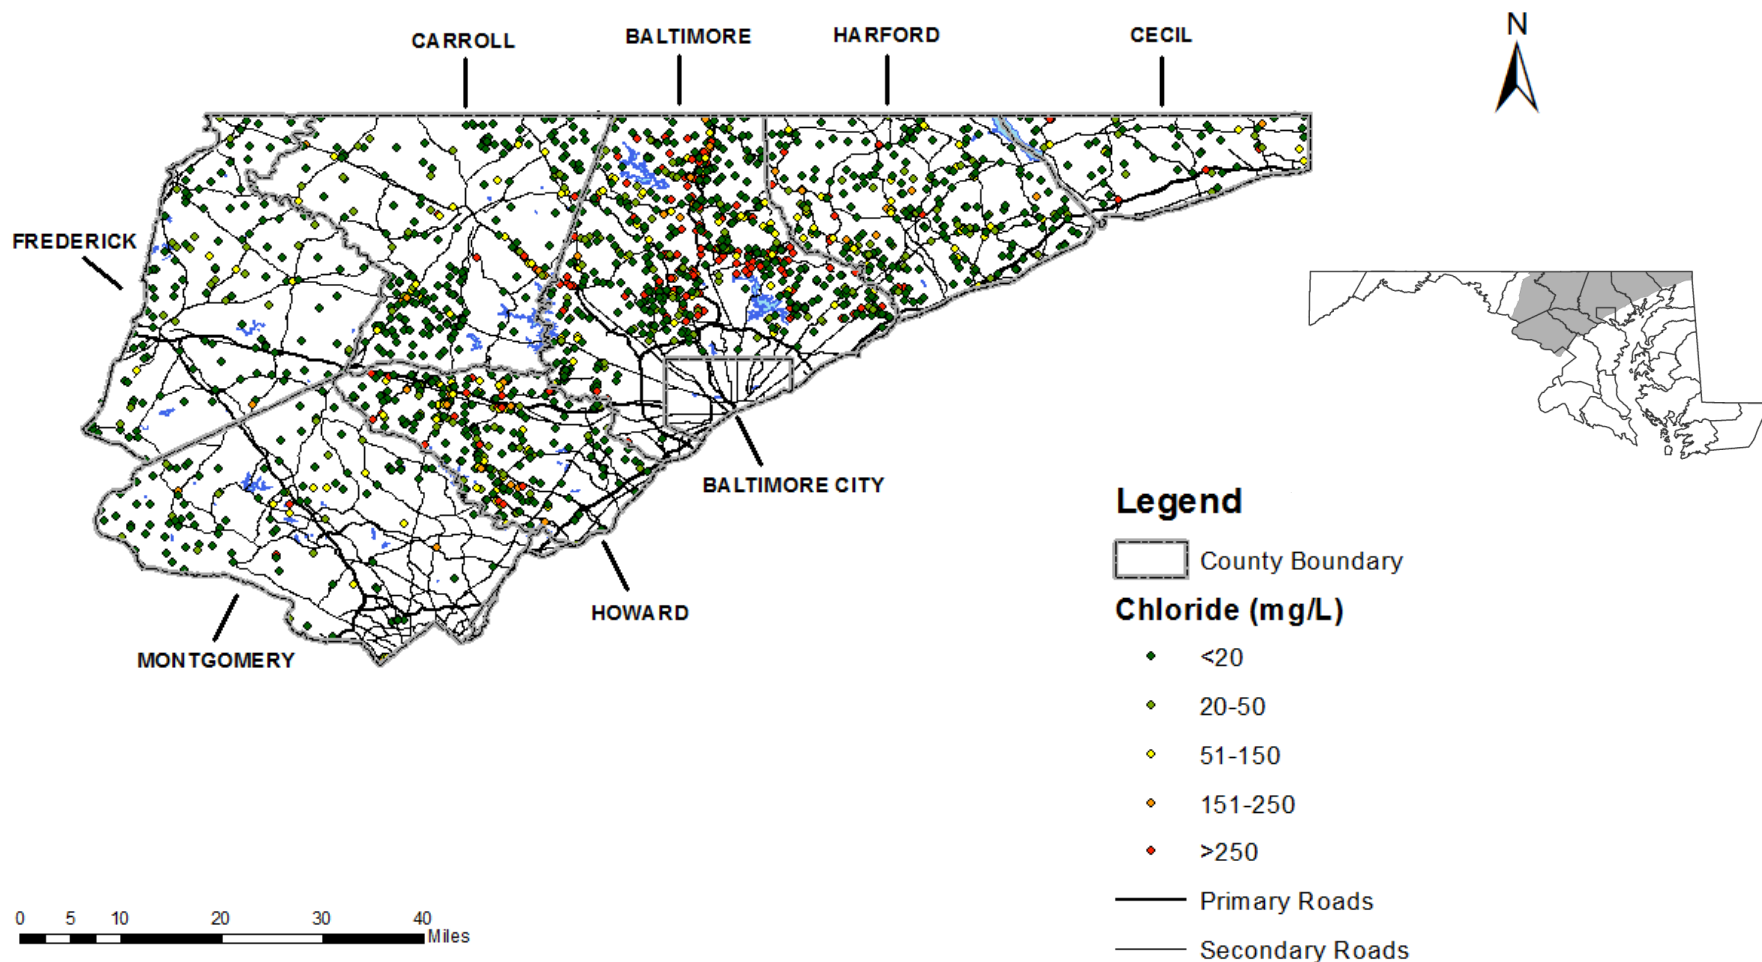 N
CARROLL
BALTIMORE
HARFORD
CECIL
FREDERICK
BALTIMORE CITY
HOWARD
MONTGOMERY
Legend
County Boundary
Chloride (mg/L)
<20
20-50
51-150
151-250
>250
Primary Roads
Secondary Roads
0 5 10 20 30 40
Miles